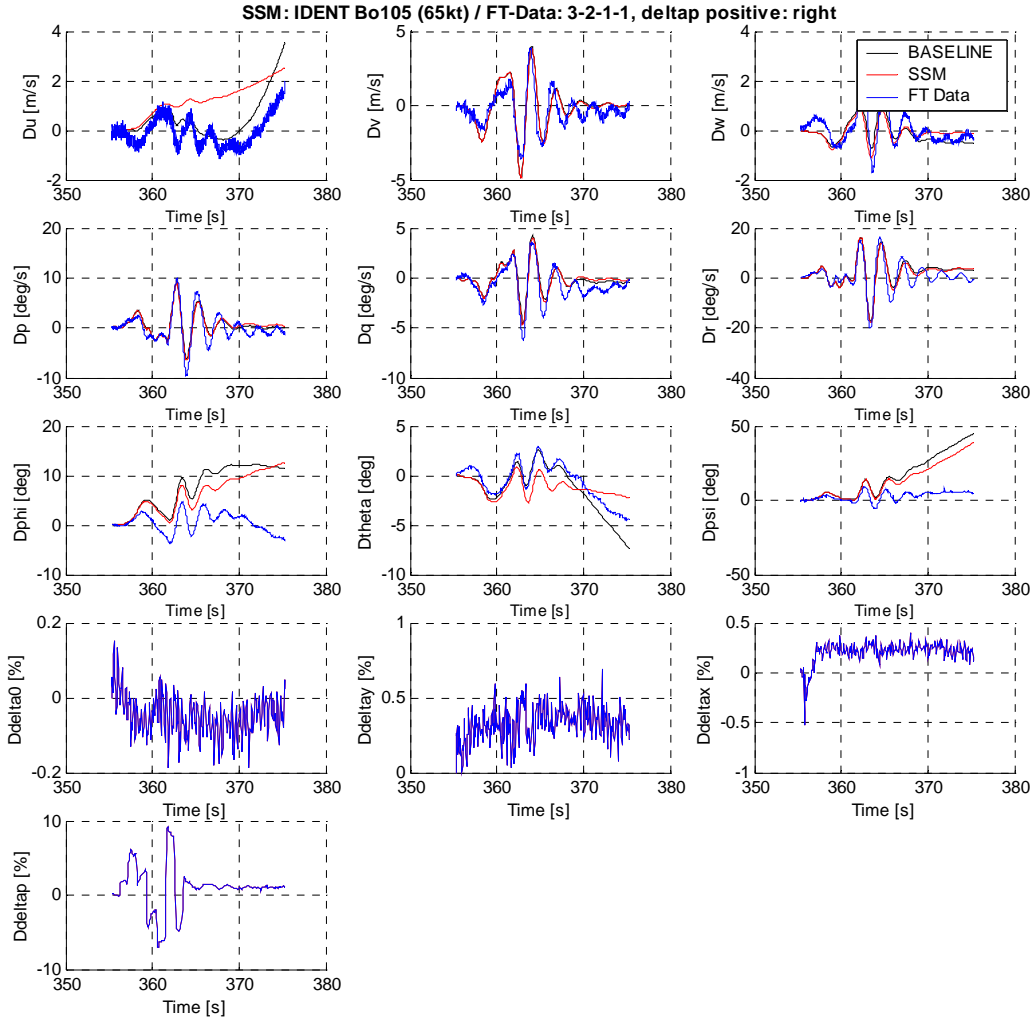 SSM: IDENT Bo105 (65kt) / FT-Data: 3-2-1-1, deltap positive: right
4
2
0
-2
Du [m/s]
350 360 370 380
Time [s]
5
0
-5
Dv [m/s]
350 360 370 380
Time [s]
4
2
0
-2
Dw [m/s]
350 360 370 380
Time [s]
BASELINE
SSM
FT Data
20
10
0
-10
Dp [deg/s]
350 360 370 380
Time [s]
5
0
-5
-10
Dq [deg/s]
350 360 370 380
Time [s]
20
0
-20
-40
Dr [deg/s]
350 360 370 380
Time [s]
20
10
0
-10
Dphi [deg]
350 360 370 380
Time [s]
5
0
-5
-10
Dtheta [deg]
350 360 370 380
Time [s]
50
0
-50
Dpsi [deg]
350 360 370 380
Time [s]
0.2
0
-0.2
Ddelta0 [%]
350 360 370 380
Time [s]
1
0.5
0
Ddeltay [%]
350 360 370 380
Time [s]
0.5
0
-0.5
-1
Ddeltax [%]
350 360 370 380
Time [s]
10
0
-10
Ddeltap [%]
350 360 370 380
Time [s]